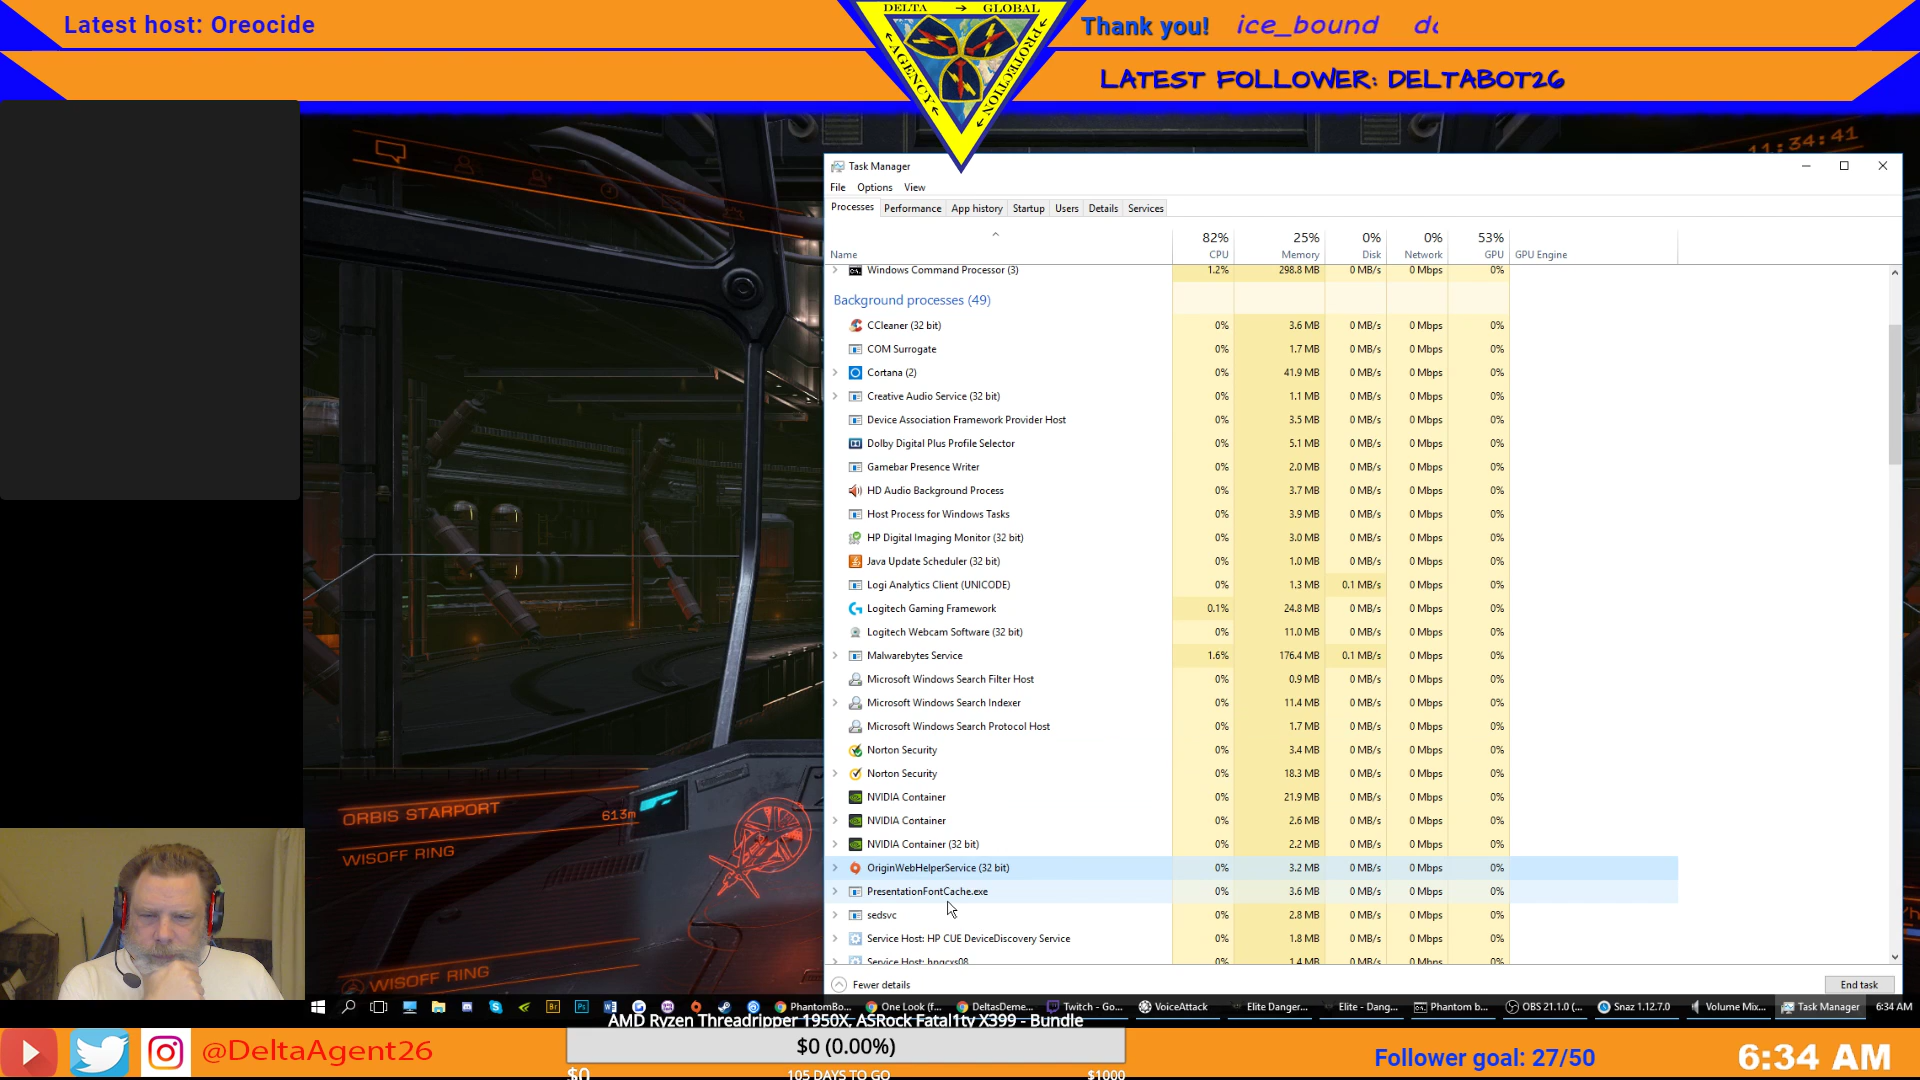 Latest host: Oreocide
DELTA → GLOBAL
AGENCY
PROTECTION
Thank you! ice_bound
LATEST FOLLOWER: DELTABOT26
11:34:41
Task Manager
File Options View
Processes Performance App history Startup Users Details Services
82% 25% 0% 0% 53%
Name CPU Memory Disk Network GPU GPU Engine
Windows Command Processor (3) 1.2% 298.8 MB 0 MB/s 0 Mbps 0%
Background processes (49)
CCleaner (32 bit) 0% 3.6 MB 0 MB/s 0 Mbps 0%
COM Surrogate 0% 1.7 MB 0 MB/s 0 Mbps 0%
Cortana (2) 0% 41.9 MB 0 MB/s 0 Mbps 0%
Creative Audio Service (32 bit) 0% 1.1 MB 0 MB/s 0 Mbps 0%
Device Association Framework Provider Host 0% 3.5 MB 0 MB/s 0 Mbps 0%
Dolby Digital Plus Profile Selector 0% 5.1 MB 0 MB/s 0 Mbps 0%
Gamebar Presence Writer 0% 2.0 MB 0 MB/s 0 Mbps 0%
HD Audio Background Process 0% 3.7 MB 0 MB/s 0 Mbps 0%
Host Process for Windows Tasks 0% 3.9 MB 0 MB/s 0 Mbps 0%
HP Digital Imaging Monitor (32 bit) 0% 3.0 MB 0 MB/s 0 Mbps 0%
Java Update Scheduler (32 bit) 0% 1.0 MB 0 MB/s 0 Mbps 0%
Logi Analytics Client (UNICODE) 0% 1.3 MB 0.1 MB/s 0 Mbps 0%
Logitech Gaming Framework 0.1% 24.8 MB 0 MB/s 0 Mbps 0%
Logitech Webcam Software (32 bit) 0% 11.0 MB 0 MB/s 0 Mbps 0%
Malwarebytes Service 1.6% 176.4 MB 0.1 MB/s 0 Mbps 0%
Microsoft Windows Search Filter Host 0% 0.9 MB 0 MB/s 0 Mbps 0%
Microsoft Windows Search Indexer 0% 11.4 MB 0 MB/s 0 Mbps 0%
Microsoft Windows Search Protocol Host 0% 1.7 MB 0 MB/s 0 Mbps 0%
Norton Security 0% 3.4 MB 0 MB/s 0 Mbps 0%
Norton Security 0% 18.3 MB 0 MB/s 0 Mbps 0%
NVIDIA Container 0% 21.9 MB 0 MB/s 0 Mbps 0%
NVIDIA Container 0% 2.6 MB 0 MB/s 0 Mbps 0%
NVIDIA Container (32 bit) 0% 2.2 MB 0 MB/s 0 Mbps 0%
OriginWebHelperService (32 bit) 0% 3.2 MB 0 MB/s 0 Mbps 0%
PresentationFontCache.exe 0% 3.6 MB 0 MB/s 0 Mbps 0%
sedsvc 0% 2.8 MB 0 MB/s 0 Mbps 0%
Service Host: HP CUE DeviceDiscovery Service 0% 1.8 MB 0 MB/s 0 Mbps 0%
Service Host: hpqcxs08 0% 1.4 MB 0 MB/s 0 Mbps 0%
Fewer details End task
ORBIS STARPORT 613m
WISOFF RING
WISOFF RING
PhantomBo... One Look (f... DeltasDeme... Twitch - Go... VoiceAttack Elite Danger... Elite - Dang... Phantom b... OBS 21.1.0 (... Snaz 1.12.7.0 Volume Mix... Task Manager 6:34 AM
AMD Ryzen Threadripper 1950X, ASRock Fatal1ty X399 - Bundle
$0 (0.00%)
$0 105 DAYS TO GO $1000
@DeltaAgent26
Follower goal: 27/50
6:34 AM